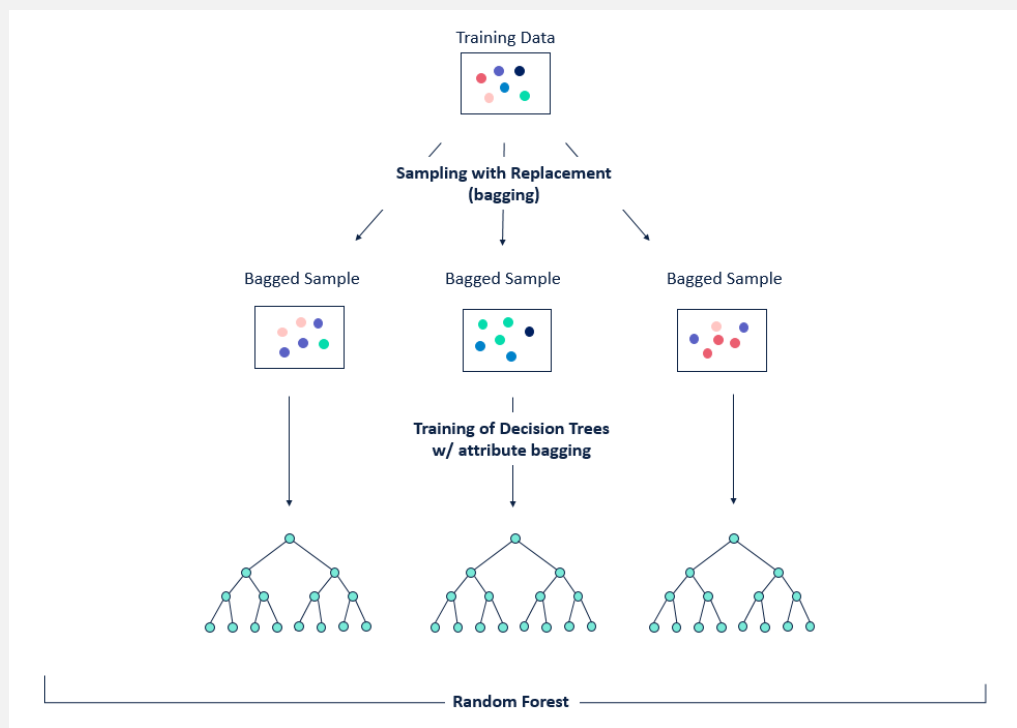 Training Data
Sampling with Replacement
(bagging)
Bagged Sample
Bagged Sample
Bagged Sample
Training of Decision Trees
w/ attribute bagging
Random Forest